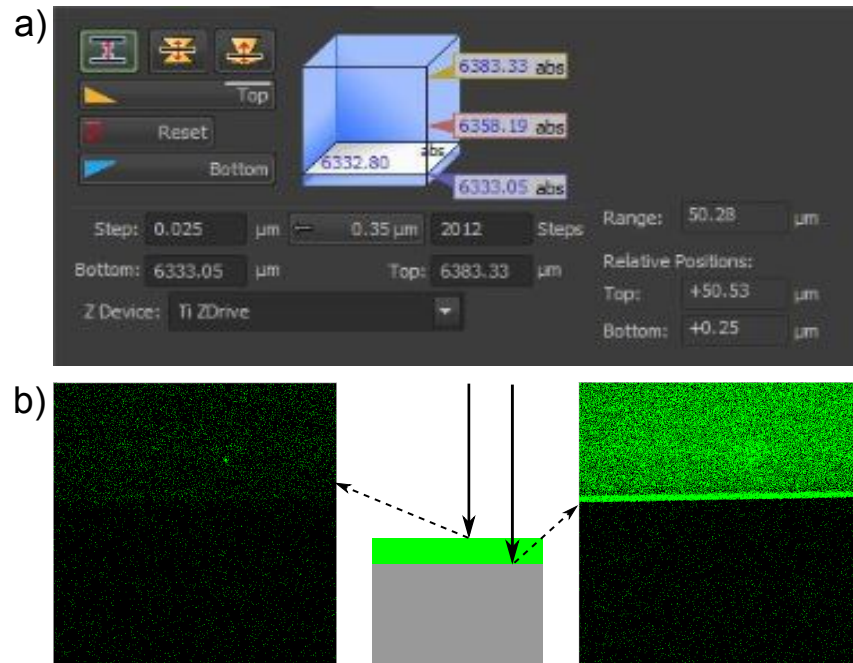 a)
6383.33 abs
Top
6358.19 abs
Reset
abs
6332.80
Bottom
6333.05 abs
Step: 0.025 µm 0.35 µm 2012 Steps
Range: 50.28 µm
Bottom: 6333.05 µm Top: 6383.33 µm
Relative Positions:
Top: +50.53 µm
Z Device: Ti ZDrive
Bottom: +0.25 µm
b)